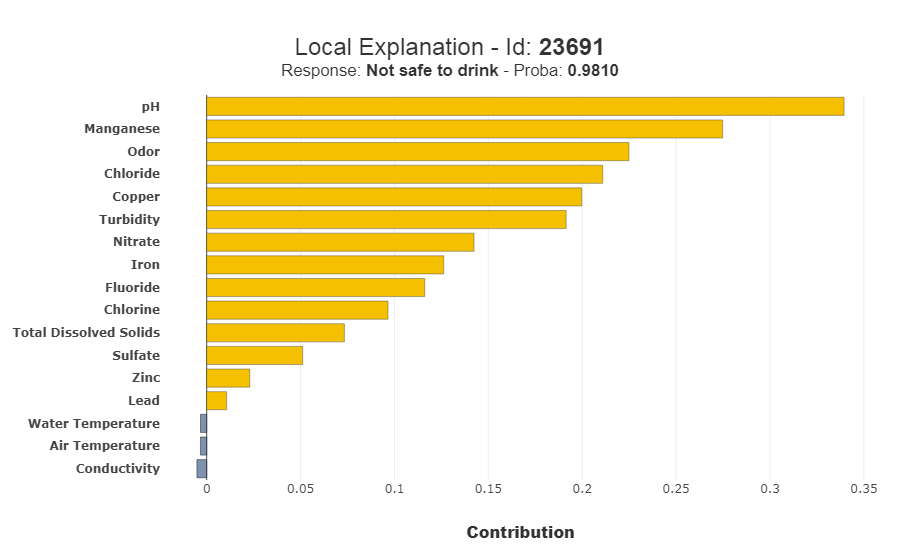 Local Explanation - Id: 23691
Response: Not safe to drink - Proba: 0.9810
pH
Manganese
Odor
Chloride
Copper
Turbidity
Nitrate
Iron
Fluoride
Chlorine
Total Dissolved Solids
Sulfate
Zinc
Lead
Water Temperature
Air Temperature
Conductivity
0 0.05 0.1 0.15 0.2 0.25 0.3 0.35
Contribution